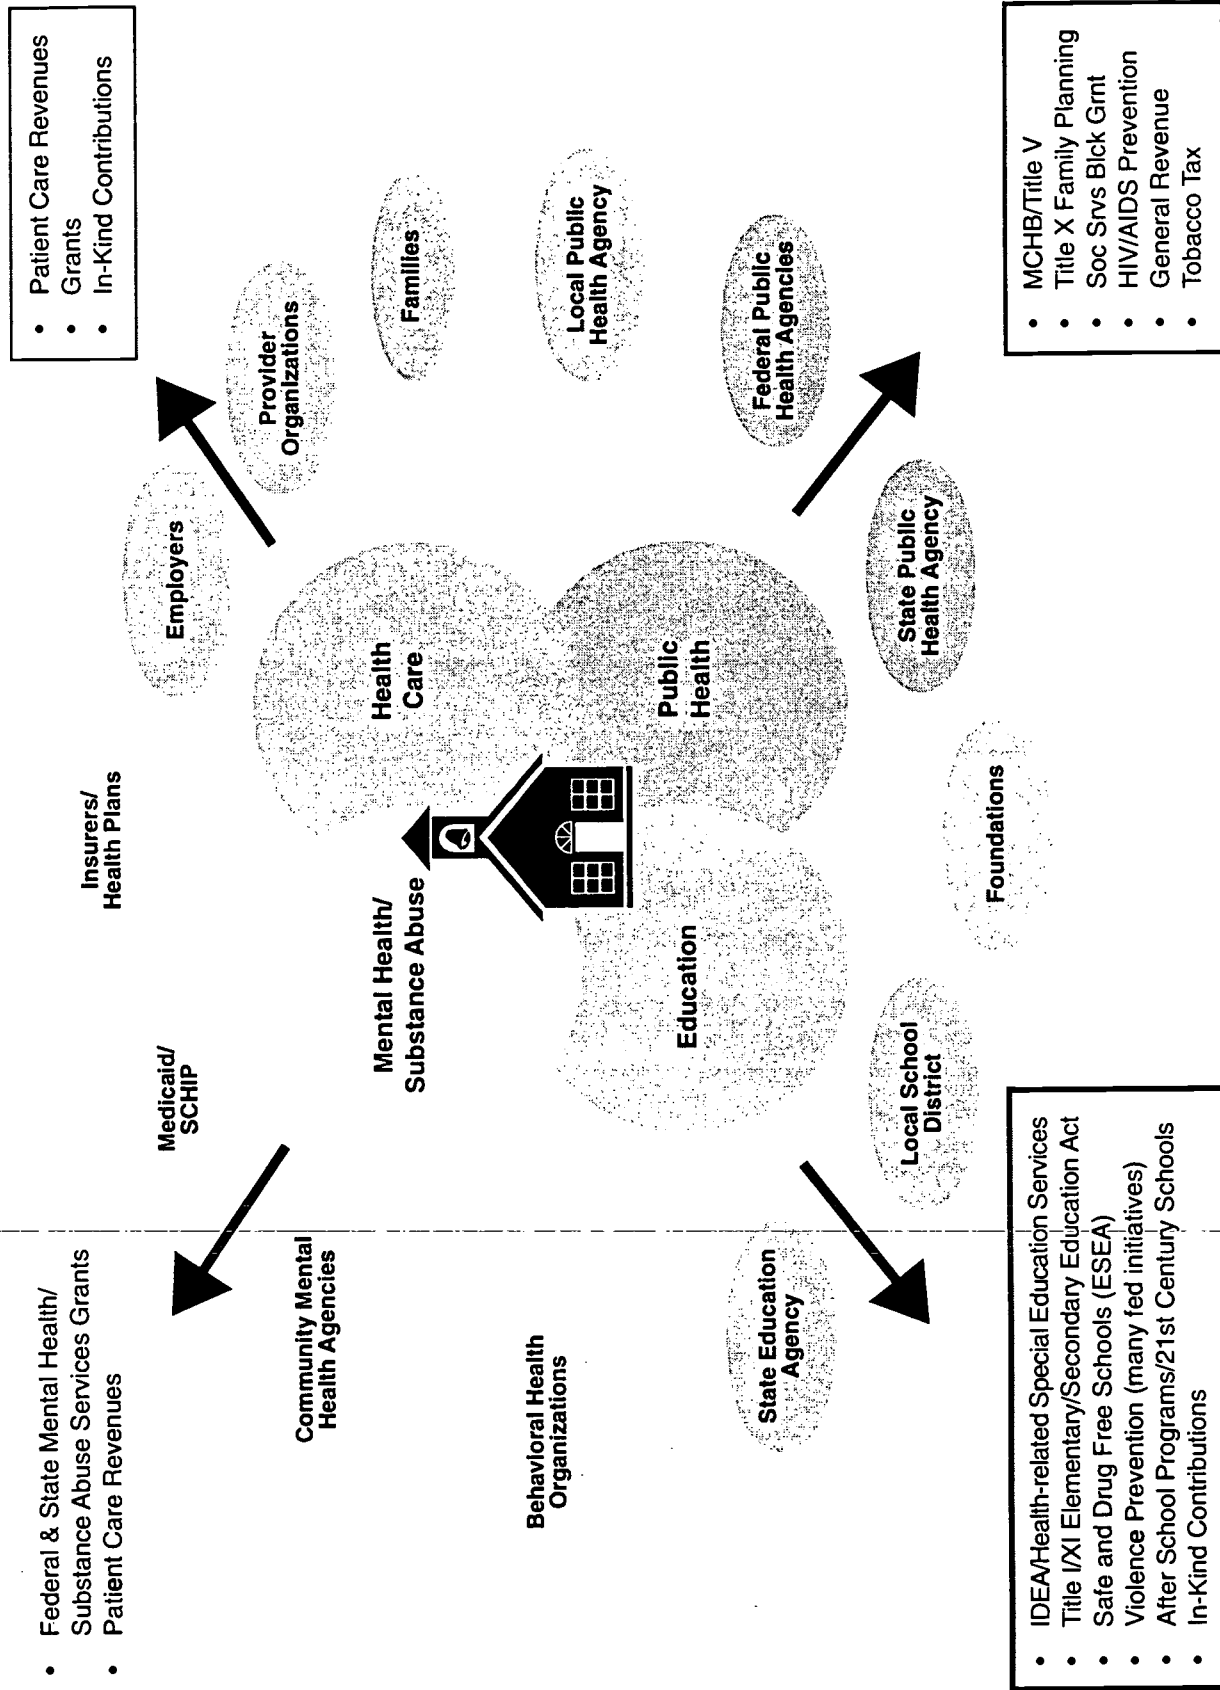 • Federal & State Mental Health/
Substance Abuse Services Grants
• Patient Care Revenues
• Patient Care Revenues
• Grants
• In-Kind Contributions
Insurers/
Health Plans
Medicaid/
SCHIP
Employers
Provider
Organizations
Community Mental
Health Agencies
Families
Mental Health/
Substance Abuse
Health
Care
Behavioral Health
Organizations
Local Public
Health Agency
Education
Public
Health
State Education
Agency
Federal Public
Health Agencies
Local School
District
State Public
Health Agency
Foundations
• IDEA/Health-related Special Education Services
• Title I/XI Elementary/Secondary Education Act
• Safe and Drug Free Schools (ESEA)
• Violence Prevention (many fed initiatives)
• After School Programs/21st Century Schools
• In-Kind Contributions
• MCHB/Title V
• Title X Family Planning
• Soc Srvs Blck Grnt
• HIV/AIDS Prevention
• General Revenue
• Tobacco Tax